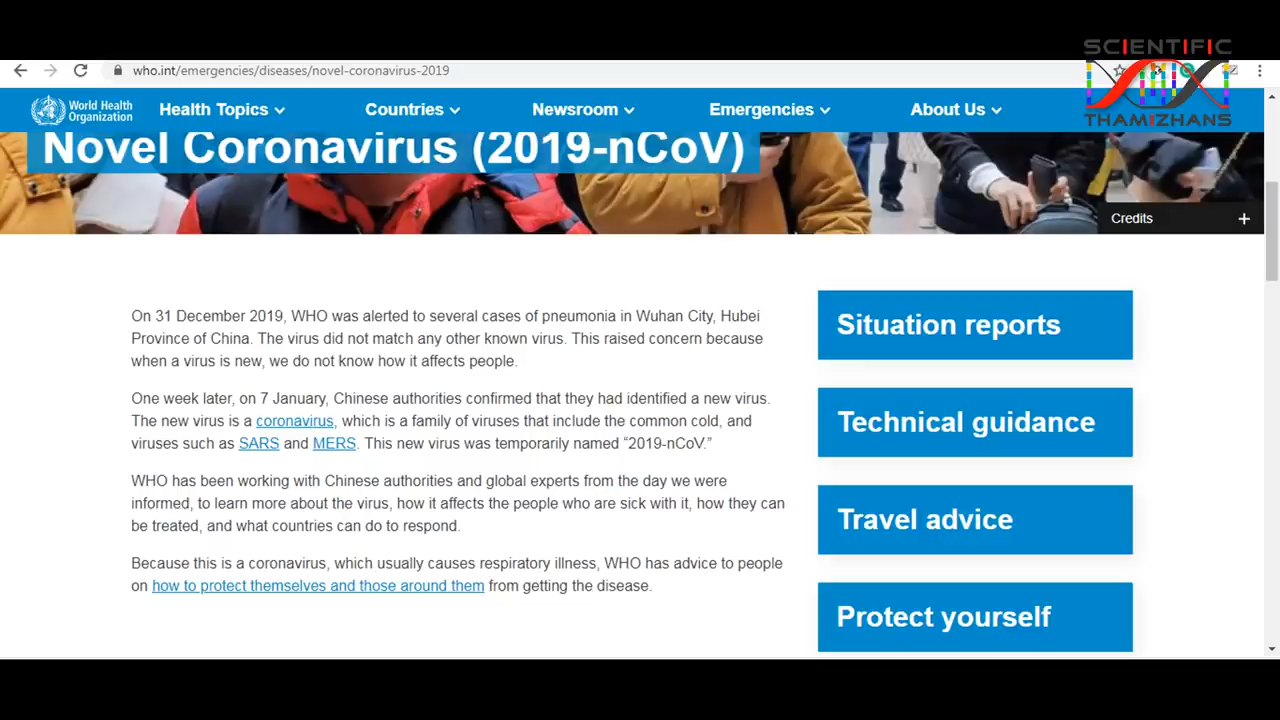 SCIENTIFIC
THAMIZHANS
who.int/emergencies/diseases/novel-coronavirus-2019
World Health
Organization
Health Topics
Countries
Newsroom
Emergencies
About Us
Novel Coronavirus (2019-nCoV)
Credits +
On 31 December 2019, WHO was alerted to several cases of pneumonia in Wuhan City, Hubei
Province of China. The virus did not match any other known virus. This raised concern because
when a virus is new, we do not know how it affects people.
One week later, on 7 January, Chinese authorities confirmed that they had identified a new virus.
The new virus is a coronavirus, which is a family of viruses that include the common cold, and
viruses such as SARS and MERS. This new virus was temporarily named “2019-nCoV.”
WHO has been working with Chinese authorities and global experts from the day we were
informed, to learn more about the virus, how it affects the people who are sick with it, how they can
be treated, and what countries can do to respond.
Because this is a coronavirus, which usually causes respiratory illness, WHO has advice to people
on how to protect themselves and those around them from getting the disease.
Situation reports
Technical guidance
Travel advice
Protect yourself